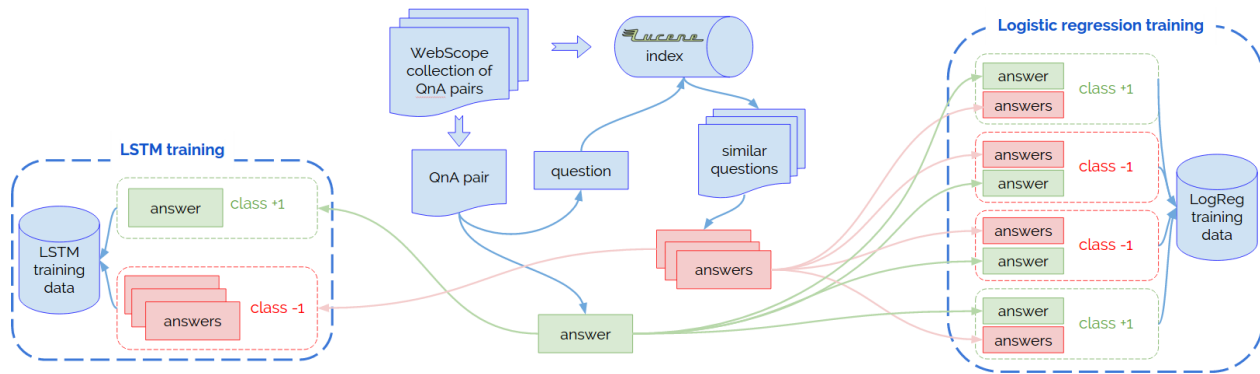 WebScope
collection of
QnA pairs
Lucene
index
Logistic regression training
LSTM training
QnA pair
question
similar
questions
answer
class +1
LSTM
training
data
answers
class -1
answers
answer
answer
class +1
answers
answers
class -1
answer
answers
class -1
answer
answer
class +1
answers
LogReg
training
data